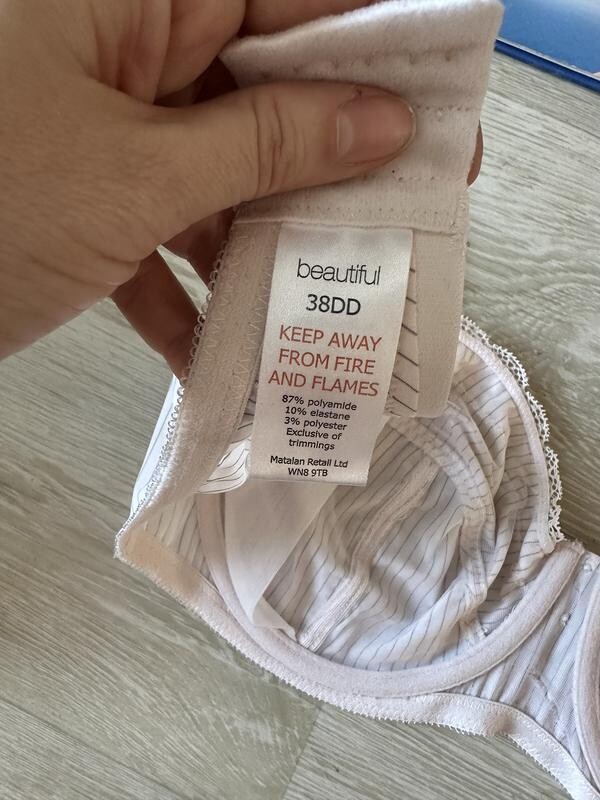 beautiful
38DD
KEEP AWAY
FROM FIRE
AND FLAMES
87% polyamide
10% elastane
3% polyester
Exclusive of
trimmings
Matalan Retail Ltd
WN8 9TB